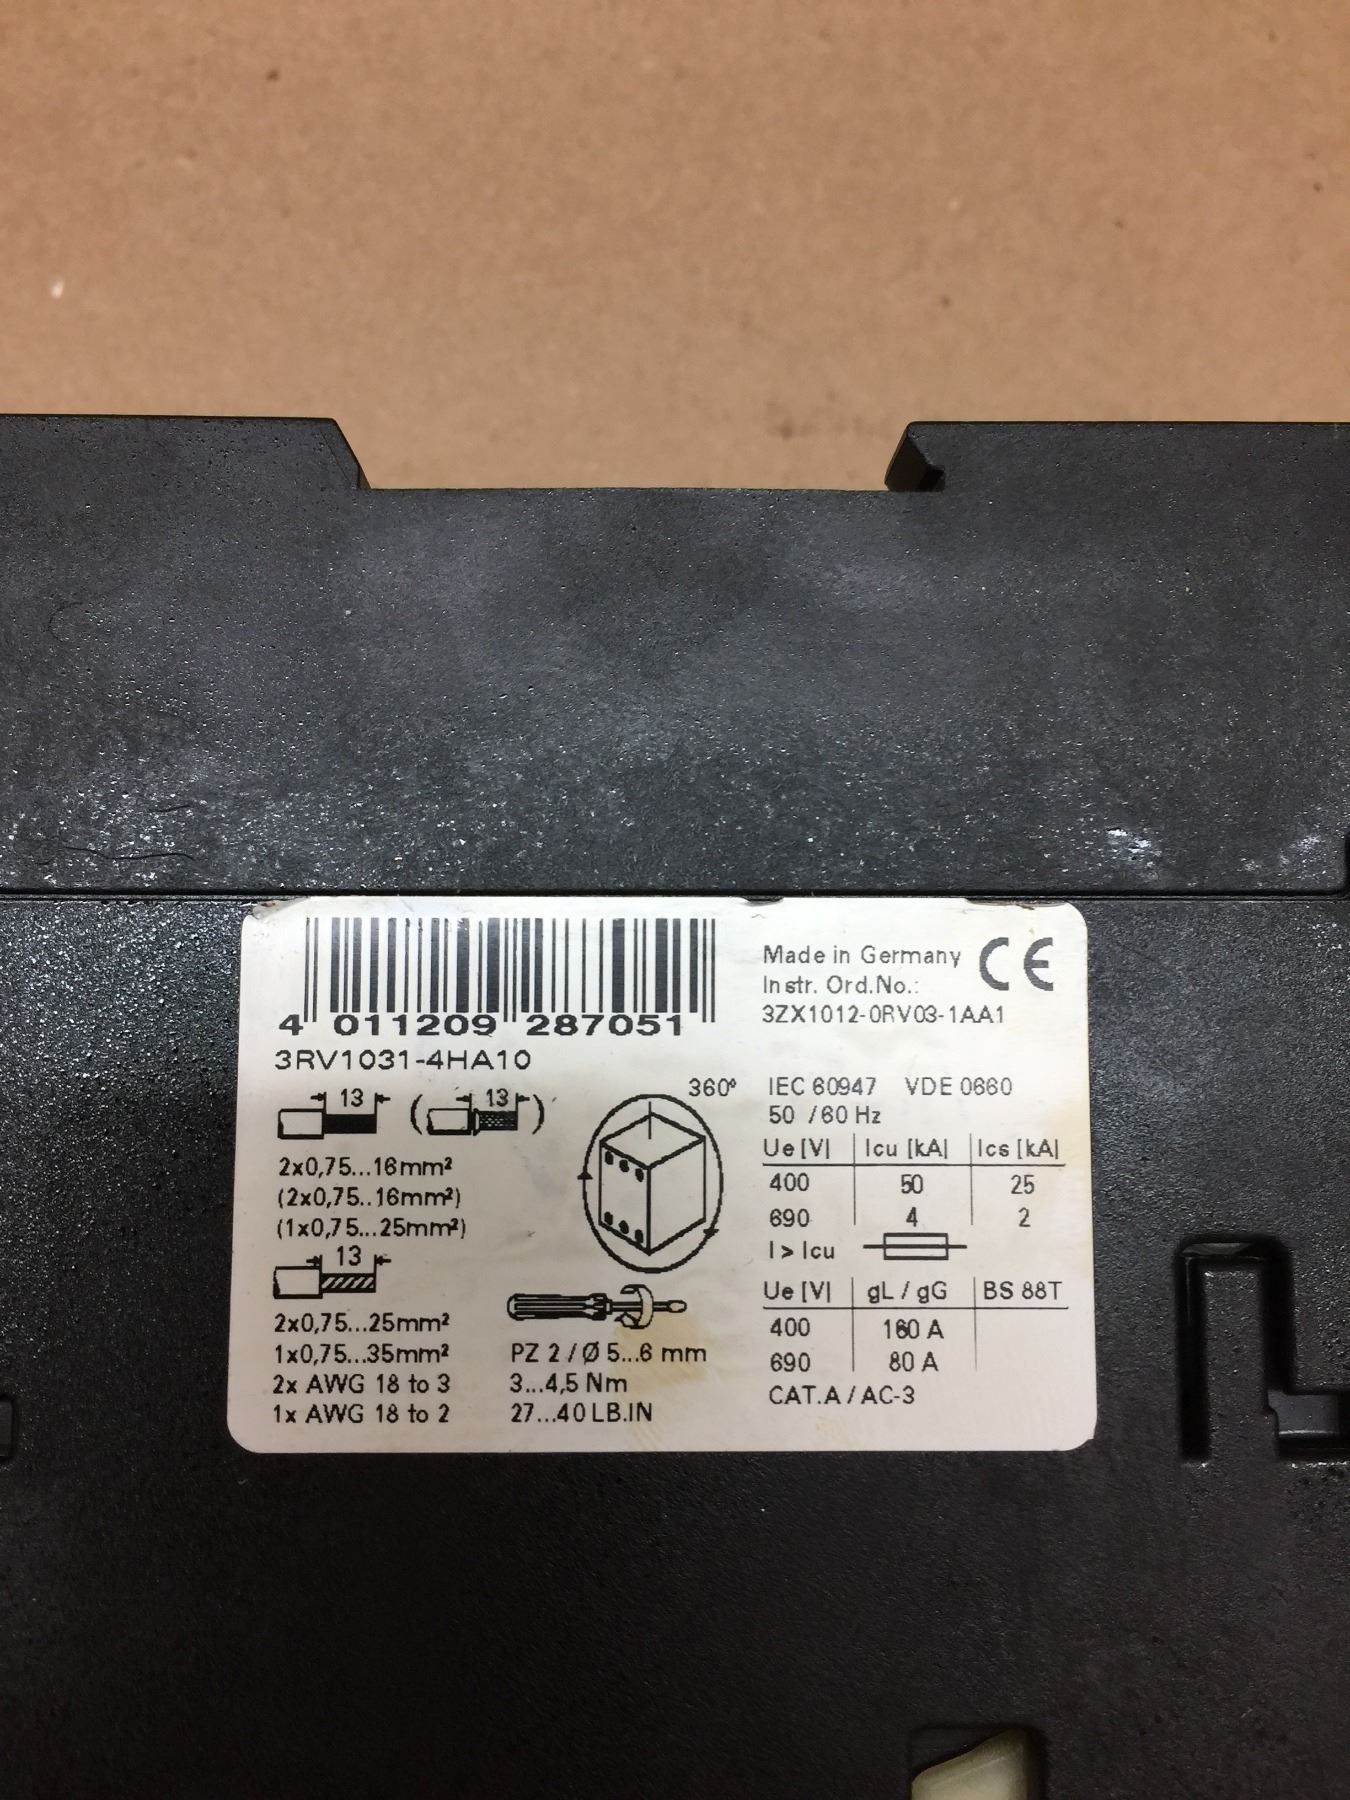 4 011209 287051
3RV1031-4HA10
13 (13)
2x0,75...16mm²
(2x0,75..16mm²)
(1x0,75...25mm²)
13
2x0,75...25mm²
1x0,75...35mm²
2x AWG 18 to 3
1x AWG 18 to 2
360°
PZ 2 / Ø 5...6 mm
3...4,5 Nm
27...40 LB.IN
Made in Germany CE
Instr. Ord.No.:
3ZX1012-0RV03-1AA1
IEC 60947 VDE 0660
50 /60 Hz
Ue [V] Icu [kA] Ics [kA]
400 50 25
690 4 2
I > Icu
Ue [V] gL / gG BS 88T
400 160 A
690 80 A
CAT.A / AC-3